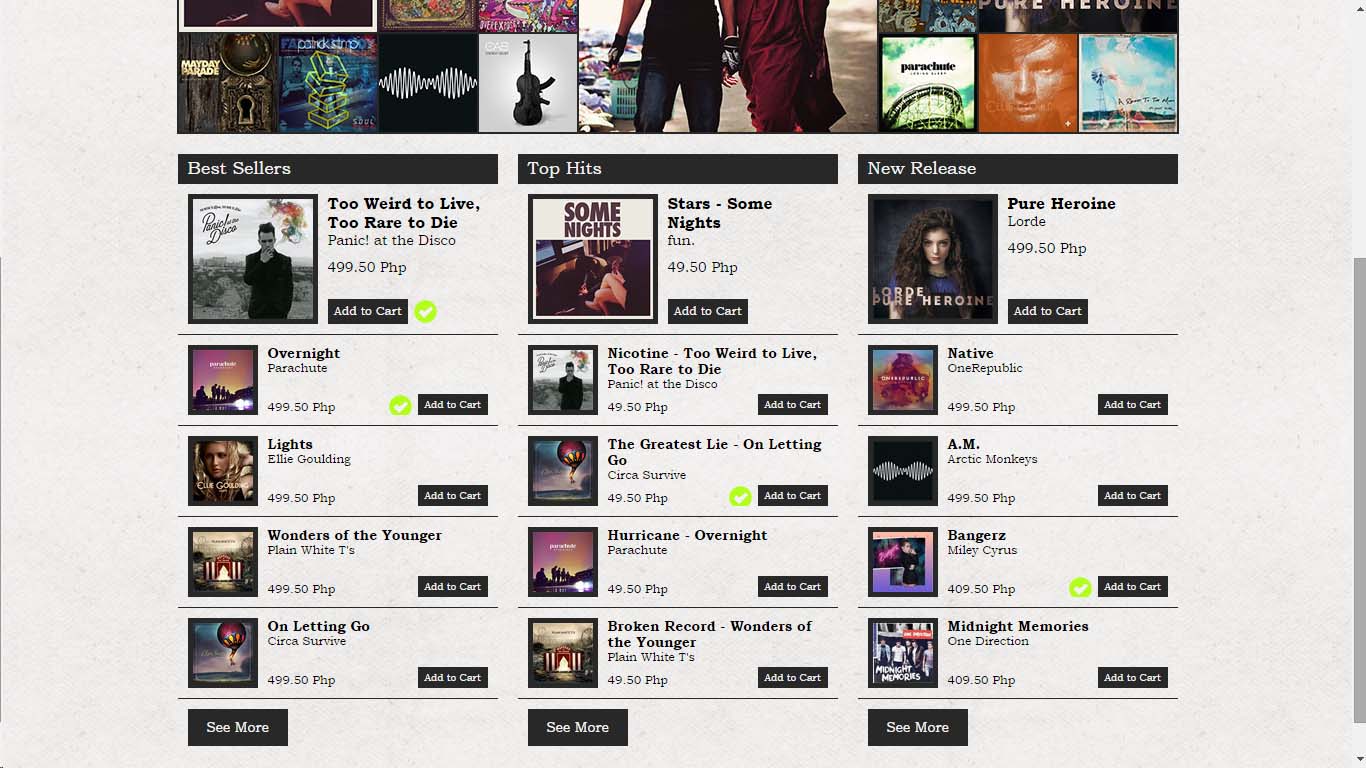 PURE HEROINE
MAYDAY
PARADE
patrick stump
SOUL
parachute
Best Sellers
Too Weird to Live,
Too Rare to Die
Panic! at the Disco
499.50 Php
Add to Cart
Overnight
Parachute
499.50 Php
Add to Cart
Lights
Ellie Goulding
499.50 Php
Add to Cart
Wonders of the Younger
Plain White T's
499.50 Php
Add to Cart
On Letting Go
Circa Survive
499.50 Php
Add to Cart
See More
Top Hits
SOME
NIGHTS
Stars - Some
Nights
fun.
49.50 Php
Add to Cart
Nicotine - Too Weird to Live,
Too Rare to Die
Panic! at the Disco
49.50 Php
Add to Cart
The Greatest Lie - On Letting
Go
Circa Survive
49.50 Php
Add to Cart
Hurricane - Overnight
Parachute
49.50 Php
Add to Cart
Broken Record - Wonders of
the Younger
Plain White T's
49.50 Php
Add to Cart
See More
New Release
LORDE
PURE HEROINE
Pure Heroine
Lorde
499.50 Php
Add to Cart
ONEREPUBLIC
Native
OneRepublic
499.50 Php
Add to Cart
A.M.
Arctic Monkeys
499.50 Php
Add to Cart
Bangerz
Miley Cyrus
409.50 Php
Add to Cart
ONE DIRECTION
MIDNIGHT
MEMORIES
Midnight Memories
One Direction
409.50 Php
Add to Cart
See More